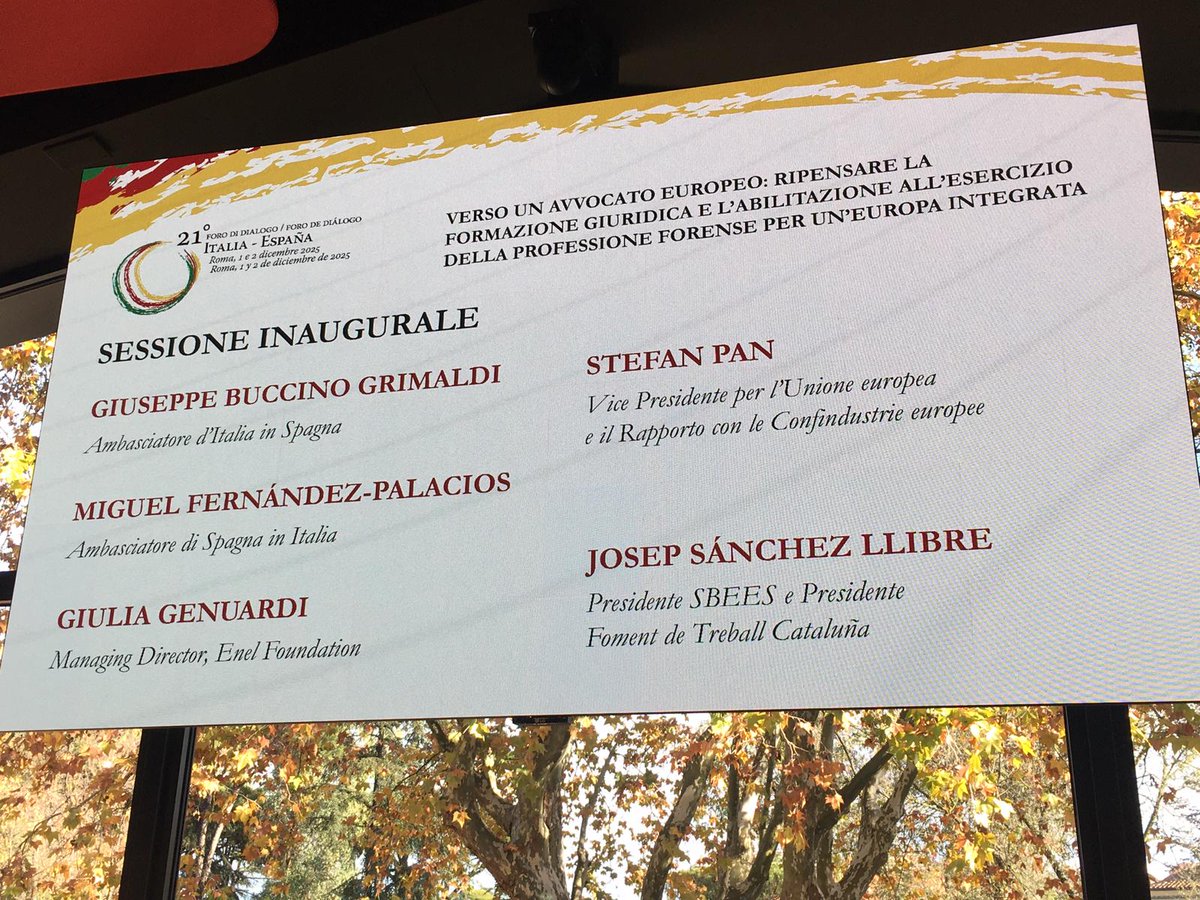 21° FORO DI DIALOGO / FORO DE DIÁLOGO
ITALIA - ESPAÑA
Roma, 1 e 2 dicembre 2025
Roma, 1 y 2 de diciembre de 2025
VERSO UN AVVOCATO EUROPEO: RIPENSARE LA
FORMAZIONE GIURIDICA E L'ABILITAZIONE ALL'ESERCIZIO
DELLA PROFESSIONE FORENSE PER UN'EUROPA INTEGRATA
SESSIONE INAUGURALE
GIUSEPPE BUCCINO GRIMALDI
Ambasciatore d'Italia in Spagna
MIGUEL FERNÁNDEZ-PALACIOS
Ambasciatore di Spagna in Italia
GIULIA GENUARDI
Managing Director, Enel Foundation
STEFAN PAN
Vice Presidente per l'Unione europea
e il Rapporto con le Confindustrie europee
JOSEP SÁNCHEZ LLIBRE
Presidente SBEES e Presidente
Foment de Treball Cataluña